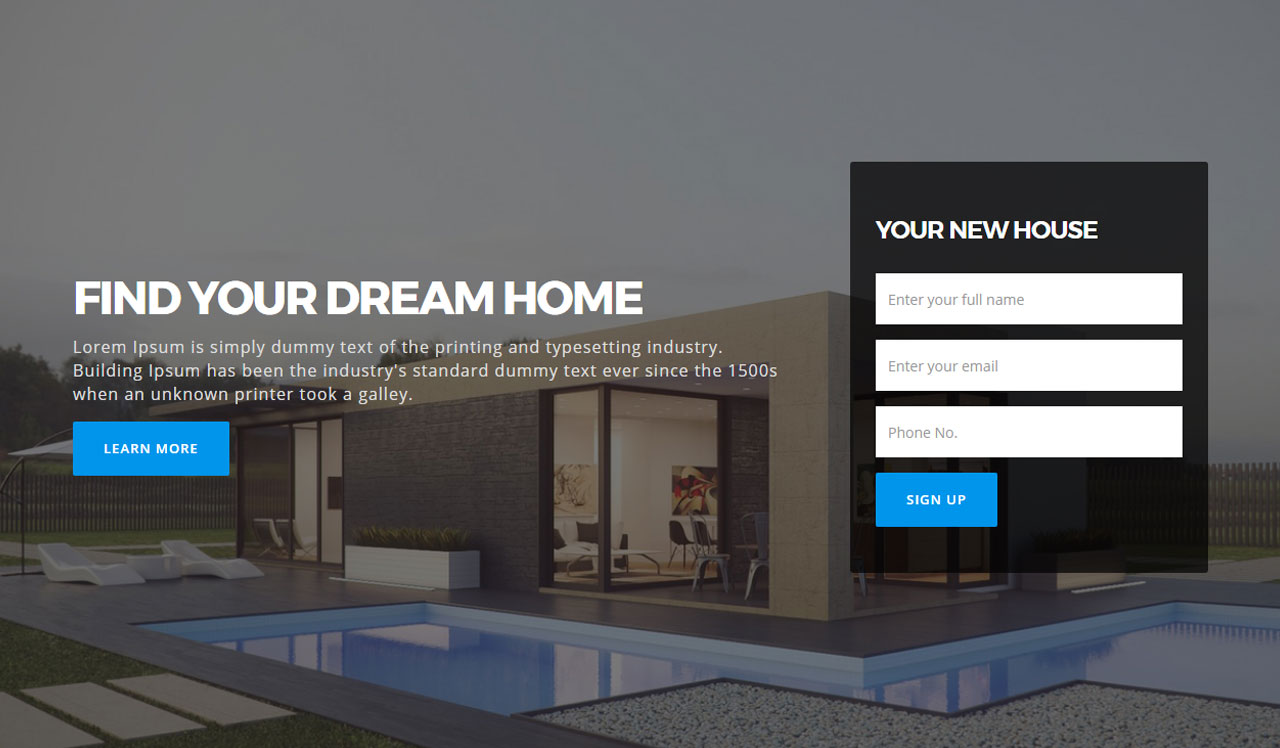 FIND YOUR DREAM HOME
Lorem Ipsum is simply dummy text of the printing and typesetting industry.
Building Ipsum has been the industry's standard dummy text ever since the 1500s
when an unknown printer took a galley.
LEARN MORE
YOUR NEW HOUSE
Enter your full name
Enter your email
Phone No.
SIGN UP